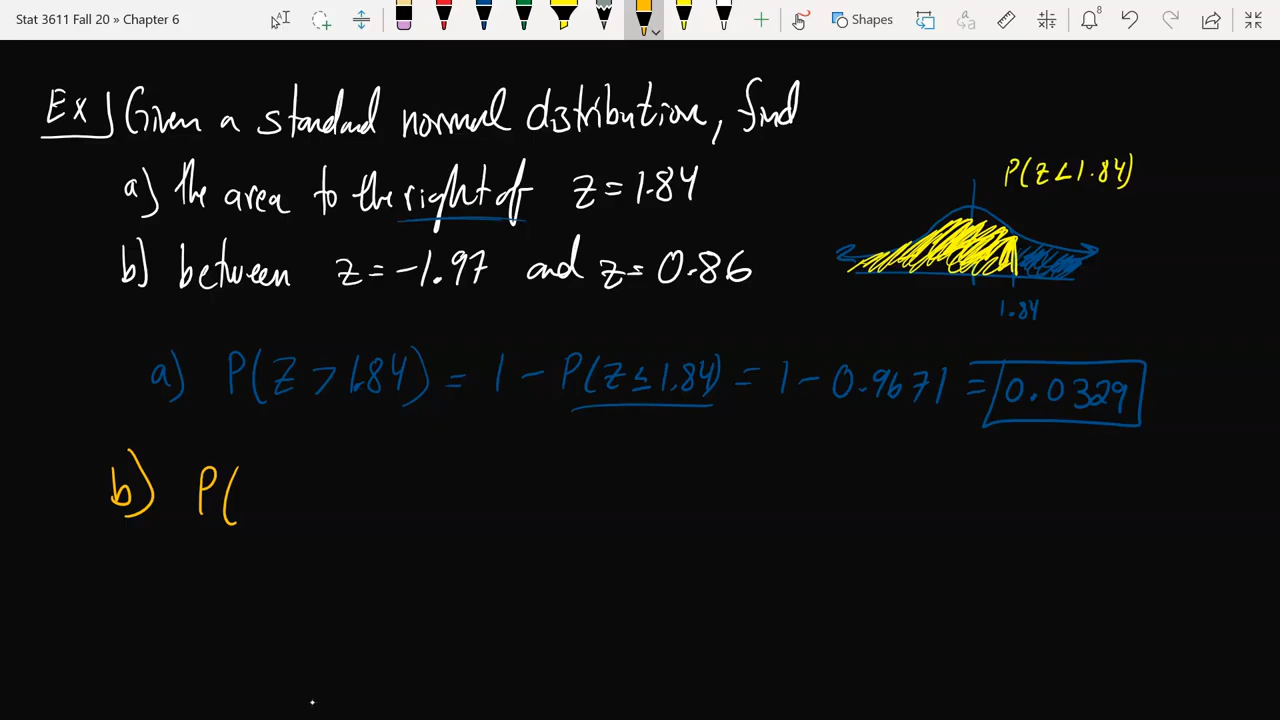 Stat 3611 Fall 20 » Chapter 6
Shapes
8
Ex] Given a standard normal distribution, find
a) the area to the right of z = 1.84
b) between z = -1.97 and z = 0.86
P(Z < 1.84)
1.84
a) P(Z > 1.84) = 1 - P(Z ≤ 1.84) = 1 - 0.9671 = 0.0329
b) P(